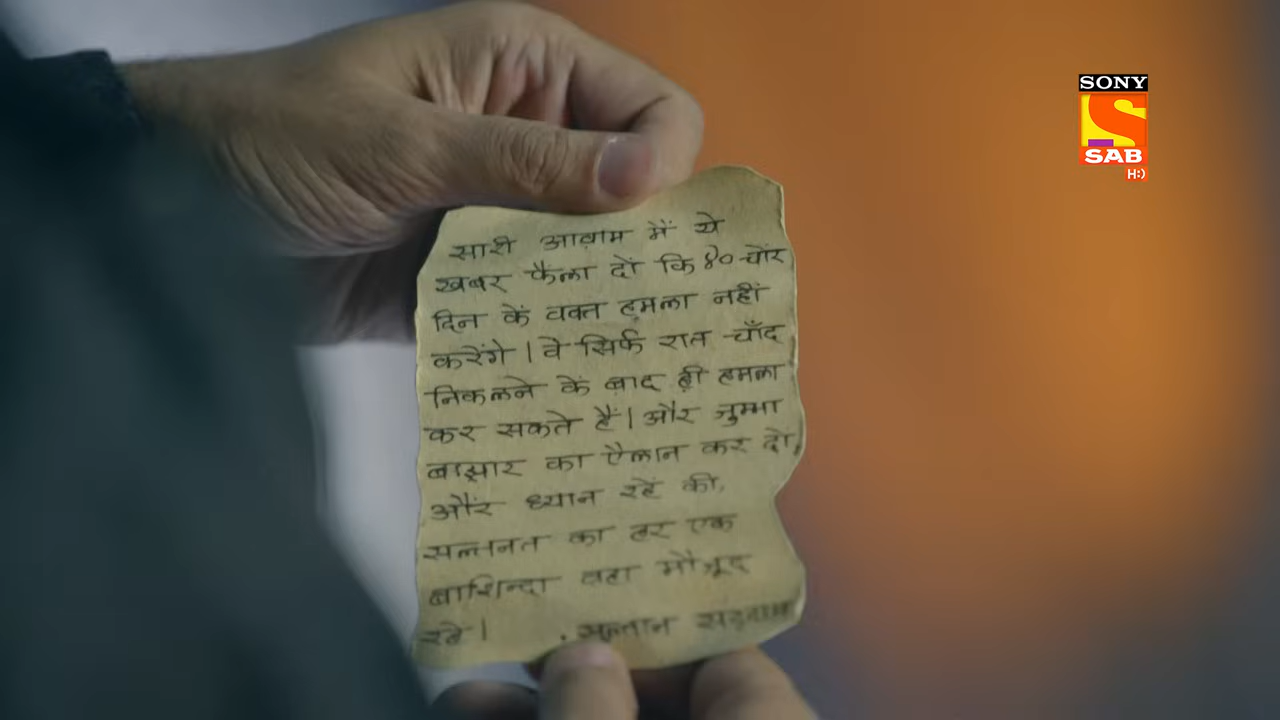 सारी आवाम में ये
खबर फैला दो कि 40 चोर
दिन के वक्त हमला नहीं
करेंगे । वे सिर्फ रात चाँद
निकलने के बाद ही हमला
कर सकते हैं । और जुम्मा
बाज़ार का ऐलान कर दो,
और ध्यान रहे की,
सल्तनत का हर एक
बाशिन्दा वहा मौजूद
रहे । . सुल्तान
SONY
SAB
H:)